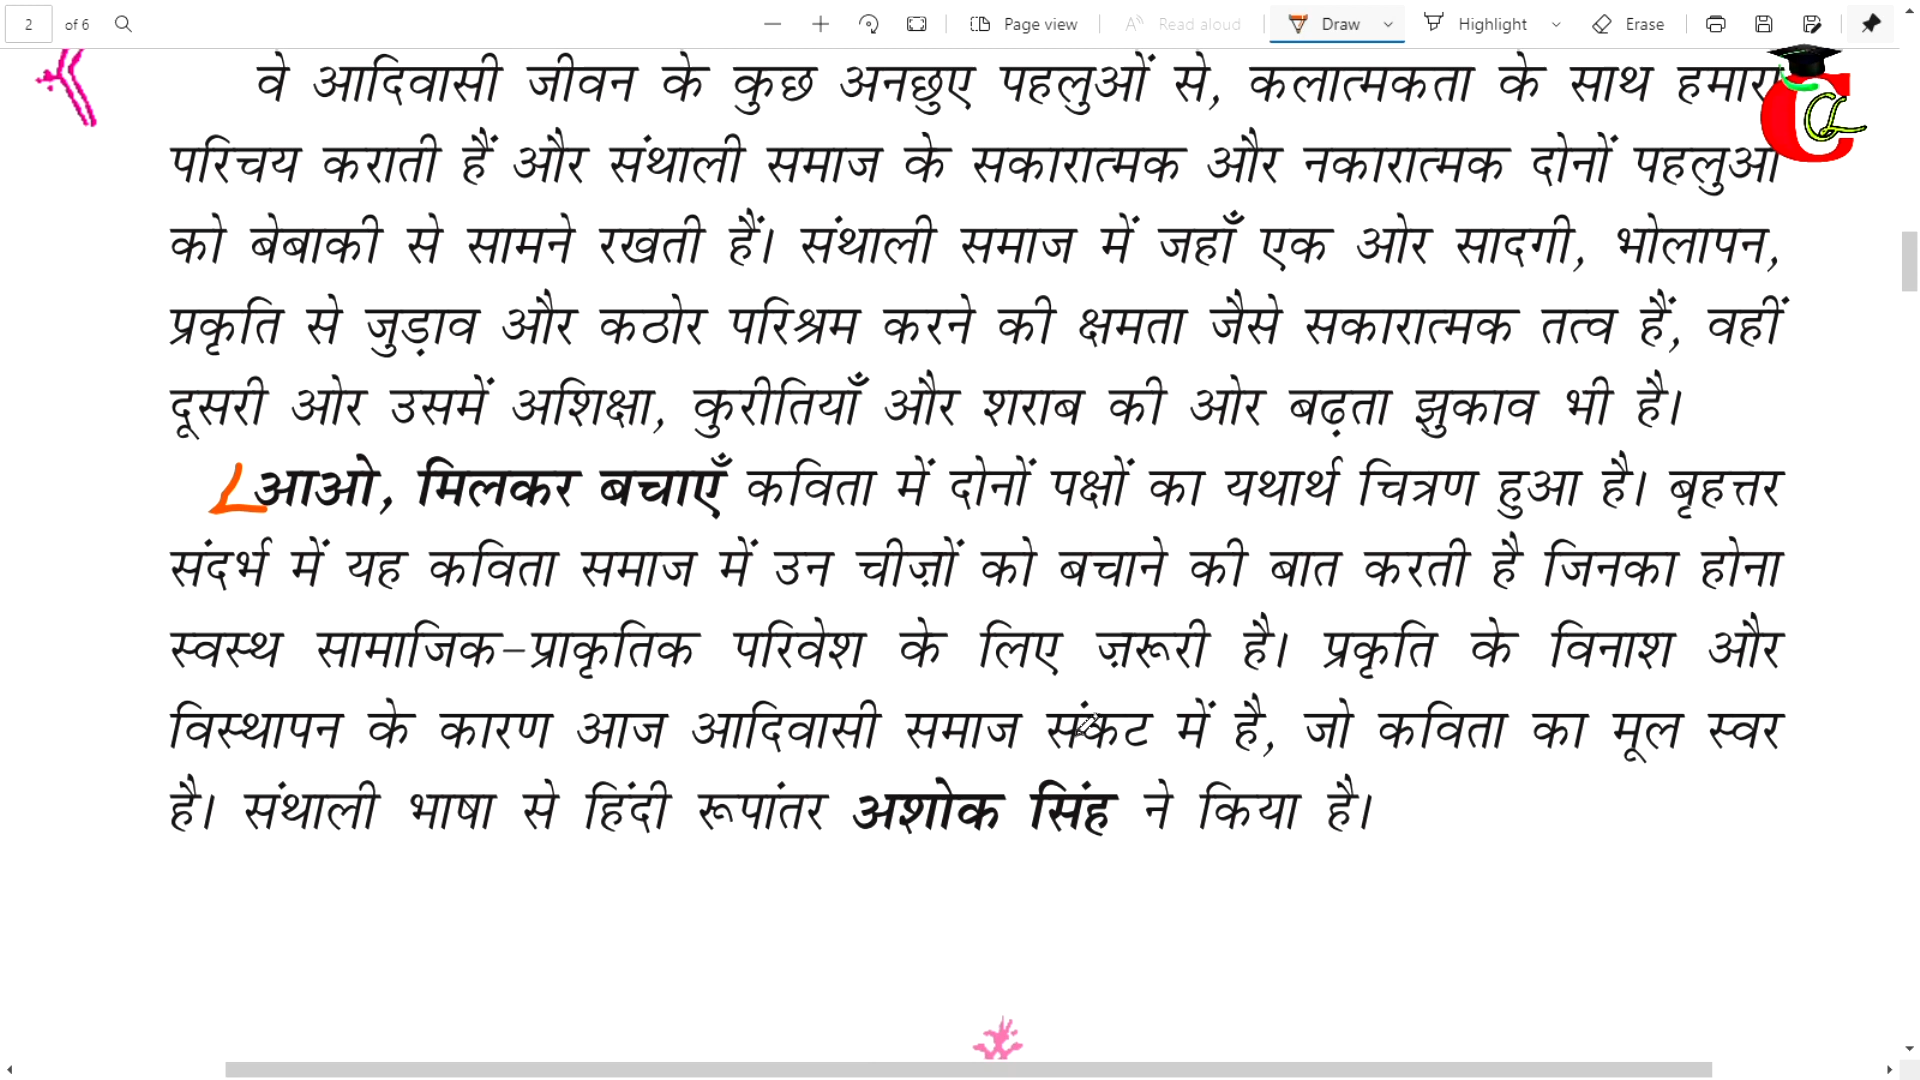 2 of 6 Page view Read aloud Draw Highlight Erase
वे आदिवासी जीवन के कुछ अनछुए पहलुओं से, कलात्मकता के साथ हमारा
परिचय कराती हैं और संथाली समाज के सकारात्मक और नकारात्मक दोनों पहलुओं
को बेबाकी से सामने रखती हैं। संथाली समाज में जहाँ एक ओर सादगी, भोलापन,
प्रकृति से जुड़ाव और कठोर परिश्रम करने की क्षमता जैसे सकारात्मक तत्व हैं, वहीं
दूसरी ओर उसमें अशिक्षा, कुरीतियाँ और शराब की ओर बढ़ता झुकाव भी है।
आओ, मिलकर बचाएँ कविता में दोनों पक्षों का यथार्थ चित्रण हुआ है। बृहत्तर
संदर्भ में यह कविता समाज में उन चीज़ों को बचाने की बात करती है जिनका होना
स्वस्थ सामाजिक-प्राकृतिक परिवेश के लिए ज़रूरी है। प्रकृति के विनाश और
विस्थापन के कारण आज आदिवासी समाज संकट में है, जो कविता का मूल स्वर
है। संथाली भाषा से हिंदी रूपांतर अशोक सिंह ने किया है।